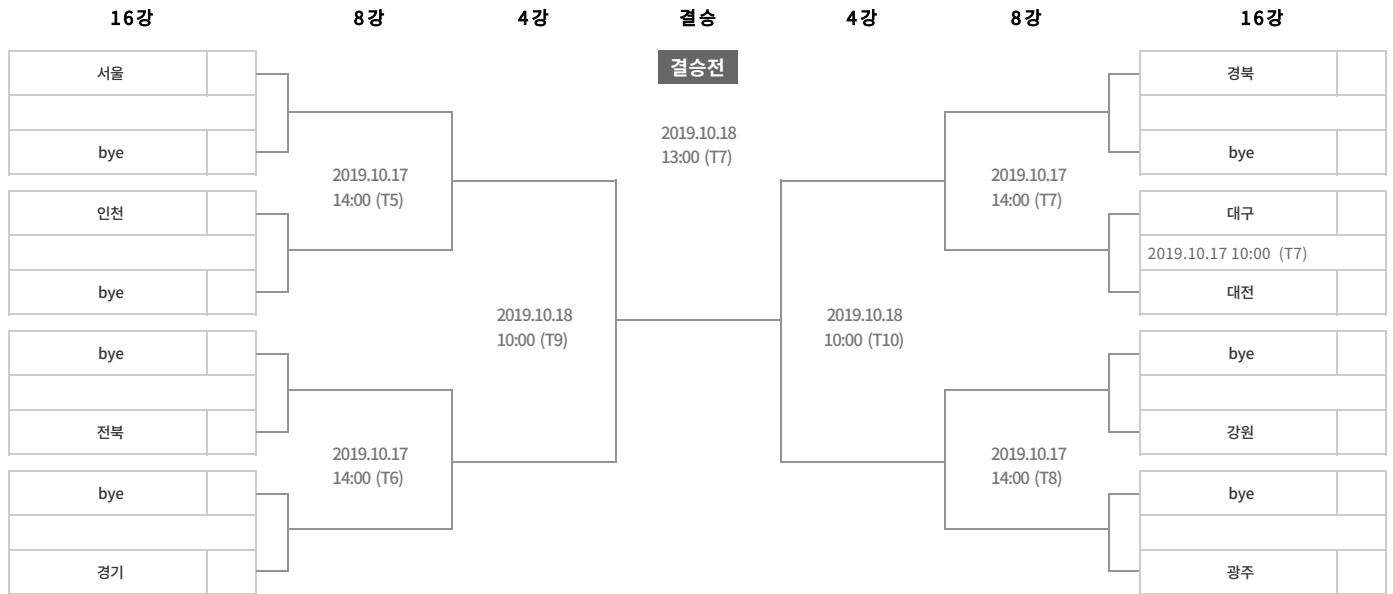 16강 8강 4강 결승 4강 8강 16강
결승전
서울
bye
인천
bye
bye
전북
bye
경기
2019.10.17
14:00 (T5)
2019.10.17
14:00 (T6)
2019.10.18
10:00 (T9)
2019.10.18
13:00 (T7)
2019.10.18
10:00 (T10)
2019.10.17
14:00 (T7)
2019.10.17
14:00 (T8)
경북
bye
대구
2019.10.17 10:00 (T7)
대전
bye
강원
bye
광주